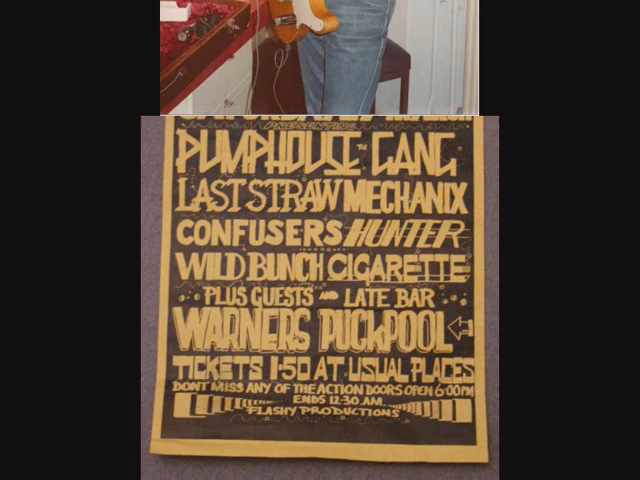 PRESENTING
PUMPHOUSE THE GANG
LAST STRAW MECHANIX
CONFUSERS HUNTER
WILD BUNCH CIGARETTE
PLUS GUESTS AND LATE BAR
WARNERS PUCKPOOL
TICKETS 1·50 AT USUAL PLACES
DONT MISS ANY OF THE ACTION DOORS OPEN 6·00PM
ENDS 12·30 AM
FLASHY PRODUCTIONS